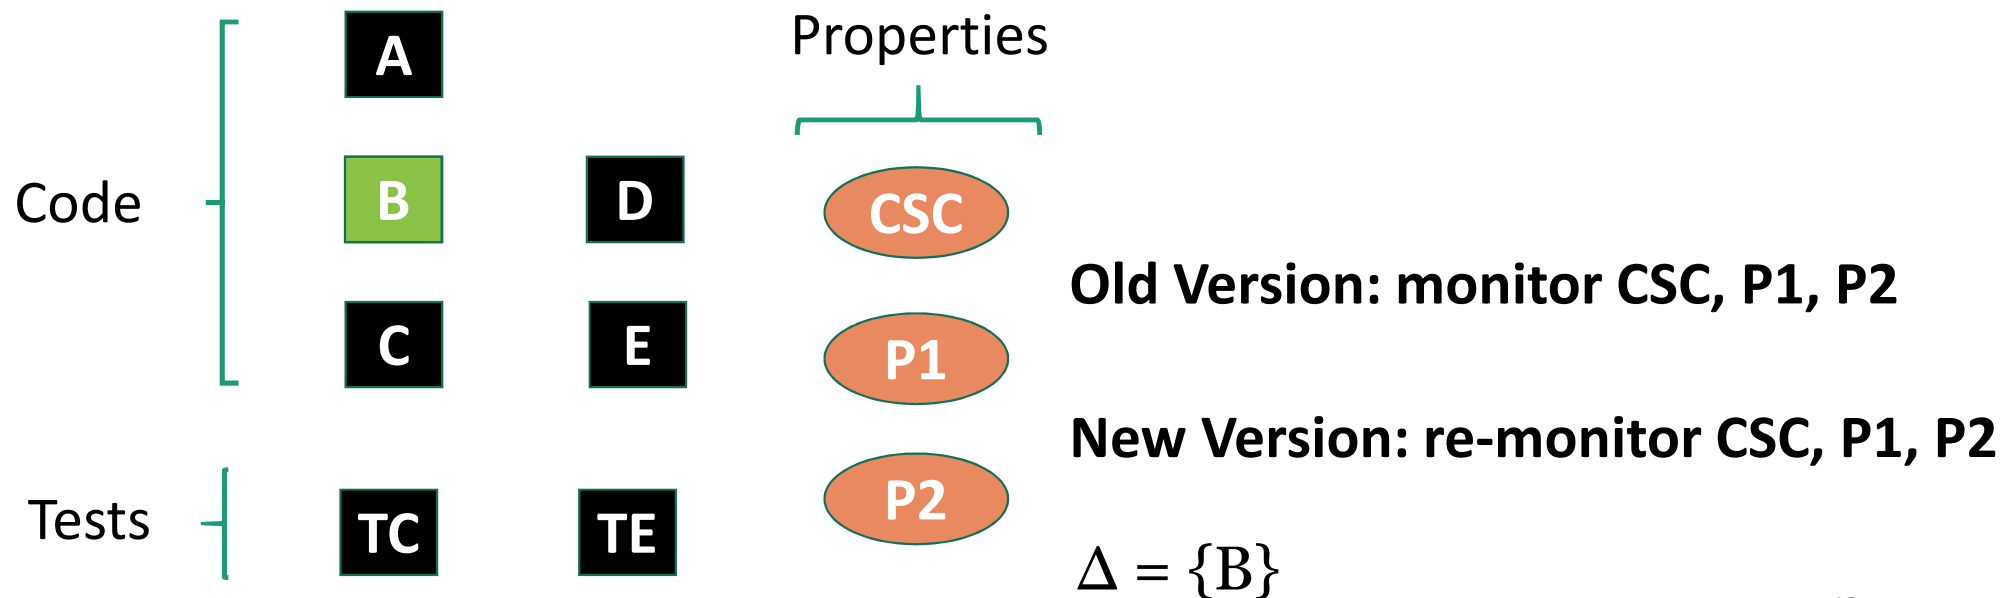 Properties
Code
A
B
D
C
E
CSC
P1
P2
Tests
TC
TE
Old Version: monitor CSC, P1, P2
New Version: re-monitor CSC, P1, P2
Δ = {B}